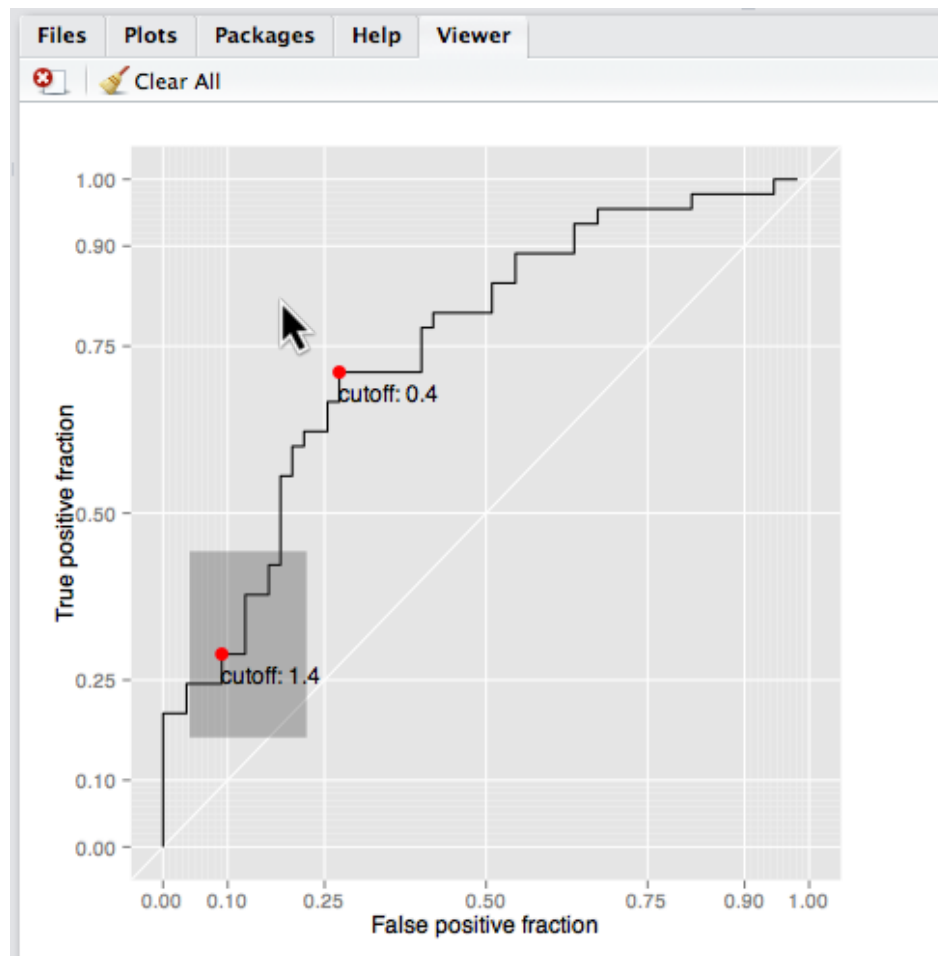 Files Plots Packages Help Viewer
Clear All
1.00
0.90
0.75
cutoff: 0.4
True positive fraction
0.50
cutoff: 1.4
0.25
0.10
0.00
0.00 0.10 0.25 0.50 0.75 0.90 1.00
False positive fraction